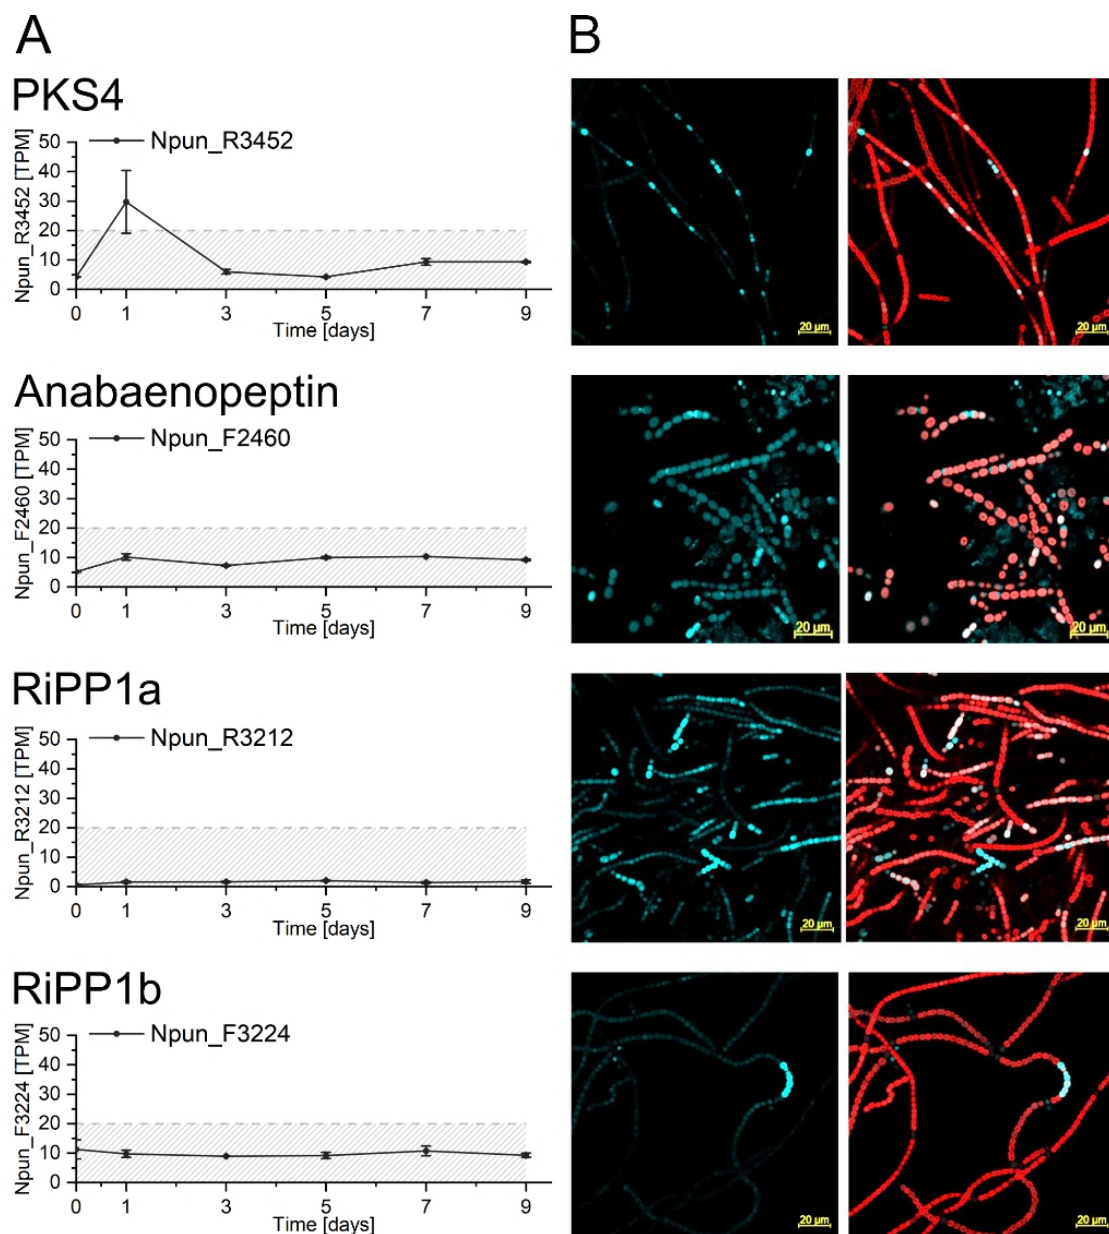 A
B
PKS4
Npun_R3452
Npun_R3452 [TPM]
50
40
30
20
10
0
0 1 3 5 7 9
Time [days]
20 µm
20 µm
Anabaenopeptin
Npun_F2460
Npun_F2460 [TPM]
50
40
30
20
10
0
0 1 3 5 7 9
Time [days]
20 µm
20 µm
RiPP1a
Npun_R3212
Npun_R3212 [TPM]
50
40
30
20
10
0
0 1 3 5 7 9
Time [days]
20 µm
20 µm
RiPP1b
Npun_F3224
Npun_F3224 [TPM]
50
40
30
20
10
0
0 1 3 5 7 9
Time [days]
20 µm
20 µm